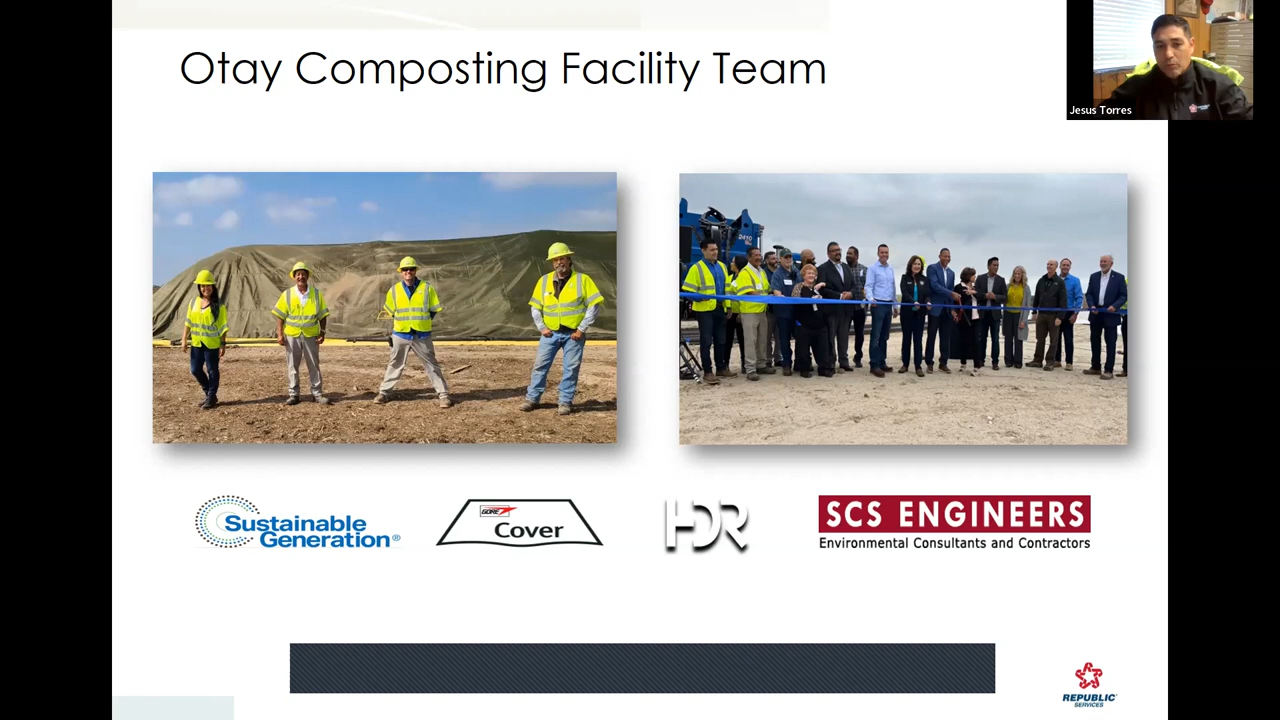 Otay Composting Facility Team
Jesus Torres
2410
Sustainable
Generation®
GORE
Cover
HDR
SCS ENGINEERS
Environmental Consultants and Contractors
REPUBLIC
SERVICES